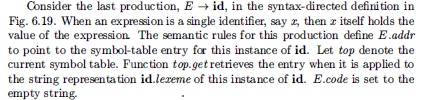 Consider the last production, E → id, in the syntax-directed definition in
Fig. 6.19. When an expression is a single identifier, say x, then x itself holds the
value of the expression. The semantic rules for this production define E.addr
to point to the symbol-table entry for this instance of id. Let top denote the
current symbol table. Function top.get retrieves the entry when it is applied to
the string representation id.lexeme of this instance of id. E.code is set to the
empty string.